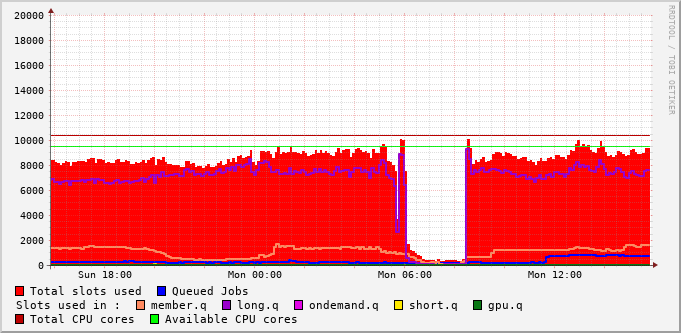 20000
18000
16000
14000
12000
10000
8000
6000
4000
2000
0
Sun 18:00 Mon 00:00 Mon 06:00 Mon 12:00
RRDTOOL / TOBI OETIKER
Total slots used Queued Jobs
Slots used in : member.q long.q ondemand.q short.q gpu.q
Total CPU cores Available CPU cores